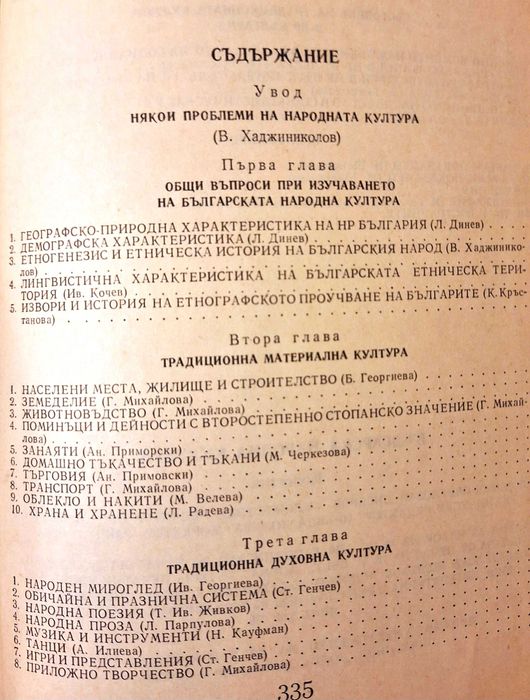 СЪДЪРЖАНИЕ
Увод
НЯКОИ ПРОБЛЕМИ НА НАРОДНАТА КУЛТУРА
(В. Хаджиниколов)
Първа глава
ОБЩИ ВЪПРОСИ ПРИ ИЗУЧАВАНЕТО
НА БЪЛГАРСКАТА НАРОДНА КУЛТУРА
1. ГЕОГРАФСКО-ПРИРОДНА ХАРАКТЕРИСТИКА НА НР БЪЛГАРИЯ (Л. Динев)
2. ДЕМОГРАФСКА ХАРАКТЕРИСТИКА (Л. Динев)
3. ЕТНОГЕНЕЗИС И ЕТНИЧЕСКА ИСТОРИЯ НА БЪЛГАРСКИЯ НАРОД (В. Хаджинико-
лов)
4. ЛИНГВИСТИЧНА ХАРАКТЕРИСТИКА НА БЪЛГАРСКАТА ЕТНИЧЕСКА ТЕРИ-
ТОРИЯ (Ив. Кочев)
5. ИЗВОРИ И ИСТОРИЯ НА ЕТНОГРАФСКОТО ПРОУЧВАНЕ НА БЪЛГАРИТЕ (К. Кръс-
танова)
Втора глава
ТРАДИЦИОННА МАТЕРИАЛНА КУЛТУРА
1. НАСЕЛЕНИ МЕСТА, ЖИЛИЩЕ И СТРОИТЕЛСТВО (Б. Георгиева)
2. ЗЕМЕДЕЛИЕ (Г. Михайлова)
3. ЖИВОТНОВЪДСТВО (Г. Михайлова)
4. ПОМИНЪЦИ И ДЕЙНОСТИ С ВТОРОСТЕПЕННО СТОПАНСКО ЗНАЧЕНИЕ (Г. Михай-
лова)
5. ЗАНАЯТИ (Ан. Приморски)
6. ДОМАШНО ТЪКАЧЕСТВО И ТЪКАНИ (М. Черкезова)
7. ТЪРГОВИЯ (Ан. Примовски)
8. ТРАНСПОРТ (Г. Михайлова)
9. ОБЛЕКЛО И НАКИТИ (М. Велева)
10. ХРАНА И ХРАНЕНЕ (Л. Радева)
Трета глава
ТРАДИЦИОННА ДУХОВНА КУЛТУРА
1. НАРОДЕН МИРОГЛЕД (Ив. Георгиева)
2. ОБИЧАЙНА И ПРАЗНИЧНА СИСТЕМА (Ст. Генчев)
3. НАРОДНА ПОЕЗИЯ (Т. Ив. Живков)
4. НАРОДНА ПРОЗА (Л. Парпулова)
5. МУЗИКА И ИНСТРУМЕНТИ (Н. Кауфман)
6. ТАНЦИ (А. Илиева)
7. ИГРИ И ПРЕДСТАВЛЕНИЯ (Ст. Генчев)
8. ПРИЛОЖНО ТВОРЧЕСТВО (Г. Михайлова)
335